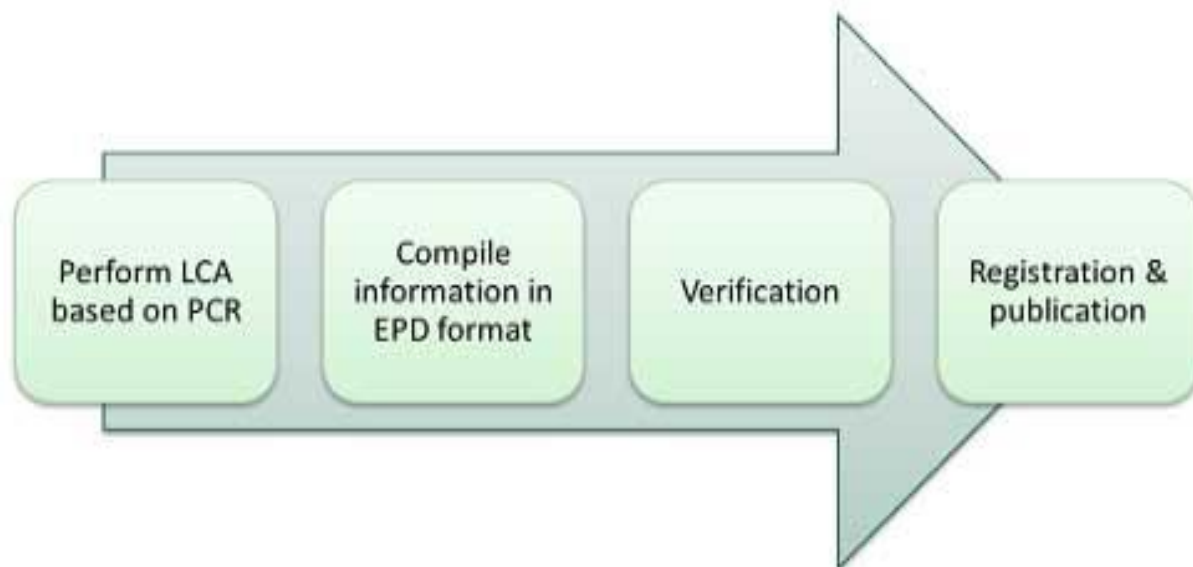 Perform LCA
based on PCR
Compile
information in
EPD format
Verification
Registration &
publication